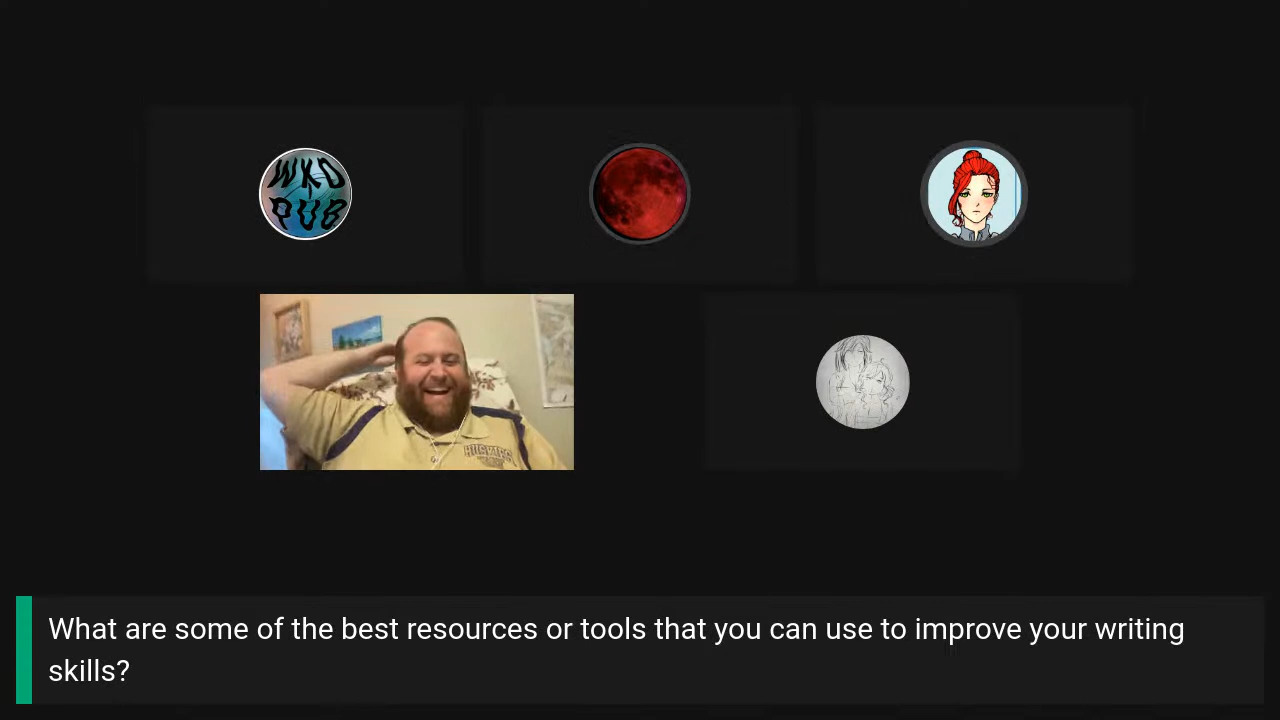 WKD
PUB
HUSKIES
What are some of the best resources or tools that you can use to improve your writing
skills?